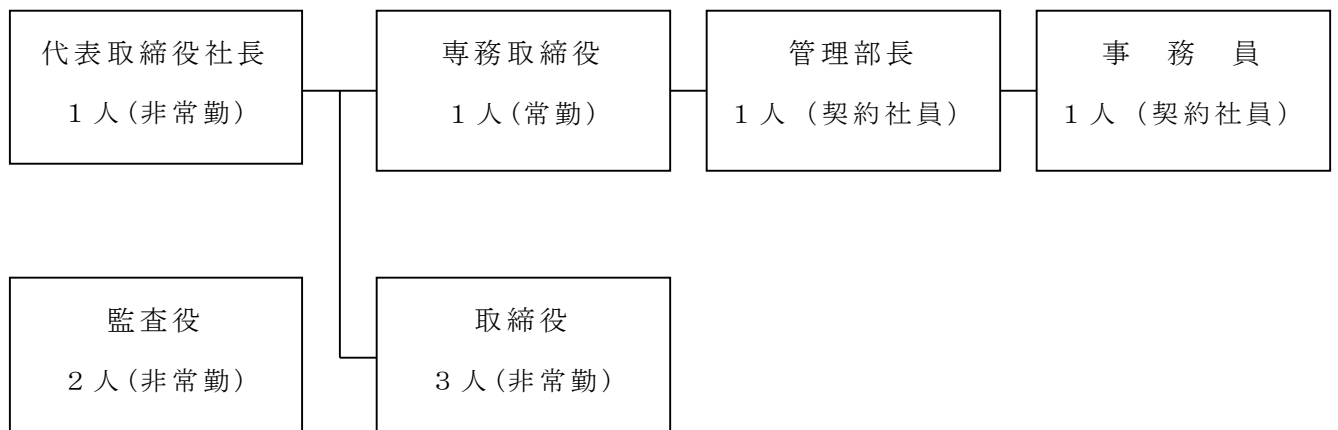 代表取締役社長
１人(非常勤)
専務取締役
１人(常勤)
管理部長
１人（契約社員）
事　務　員
１人（契約社員）
監査役
２人(非常勤)
取締役
３人(非常勤)